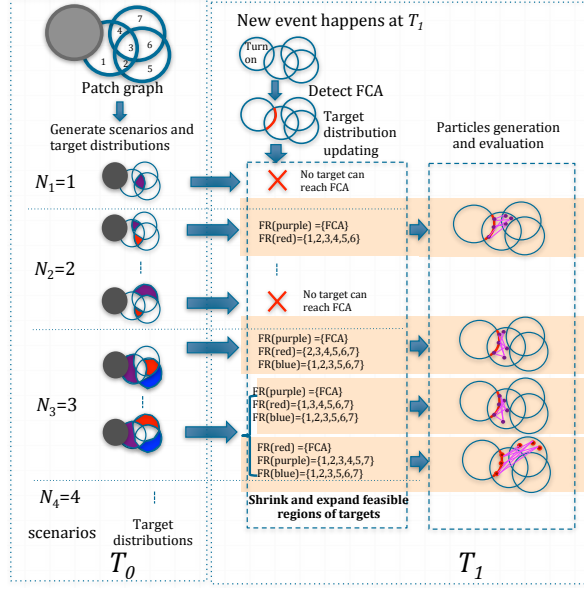 7
4
3
6
1
2
5
Patch graph
Generate scenarios and
target distributions
New event happens at T1
Turn
on
Detect FCA
Target
distribution
updating
Particles generation
and evaluation
N1=1
No target can
reach FCA
FR(purple) ={FCA}
FR(red)={1,2,3,4,5,6}
N2=2
No target can
reach FCA
FR(purple) ={FCA}
FR(red)={2,3,4,5,6,7}
FR(blue)={1,2,3,5,6,7}
N3=3
FR(purple) ={FCA}
FR(red)={1,3,4,5,6,7}
FR(blue)={1,2,3,5,6,7}
FR(red) ={FCA}
FR(purple)={1,2,3,4,5,7}
FR(blue)={1,2,3,5,6,7}
N4=4
Shrink and expand feasible
regions of targets
scenarios
Target
distributions
T0
T1